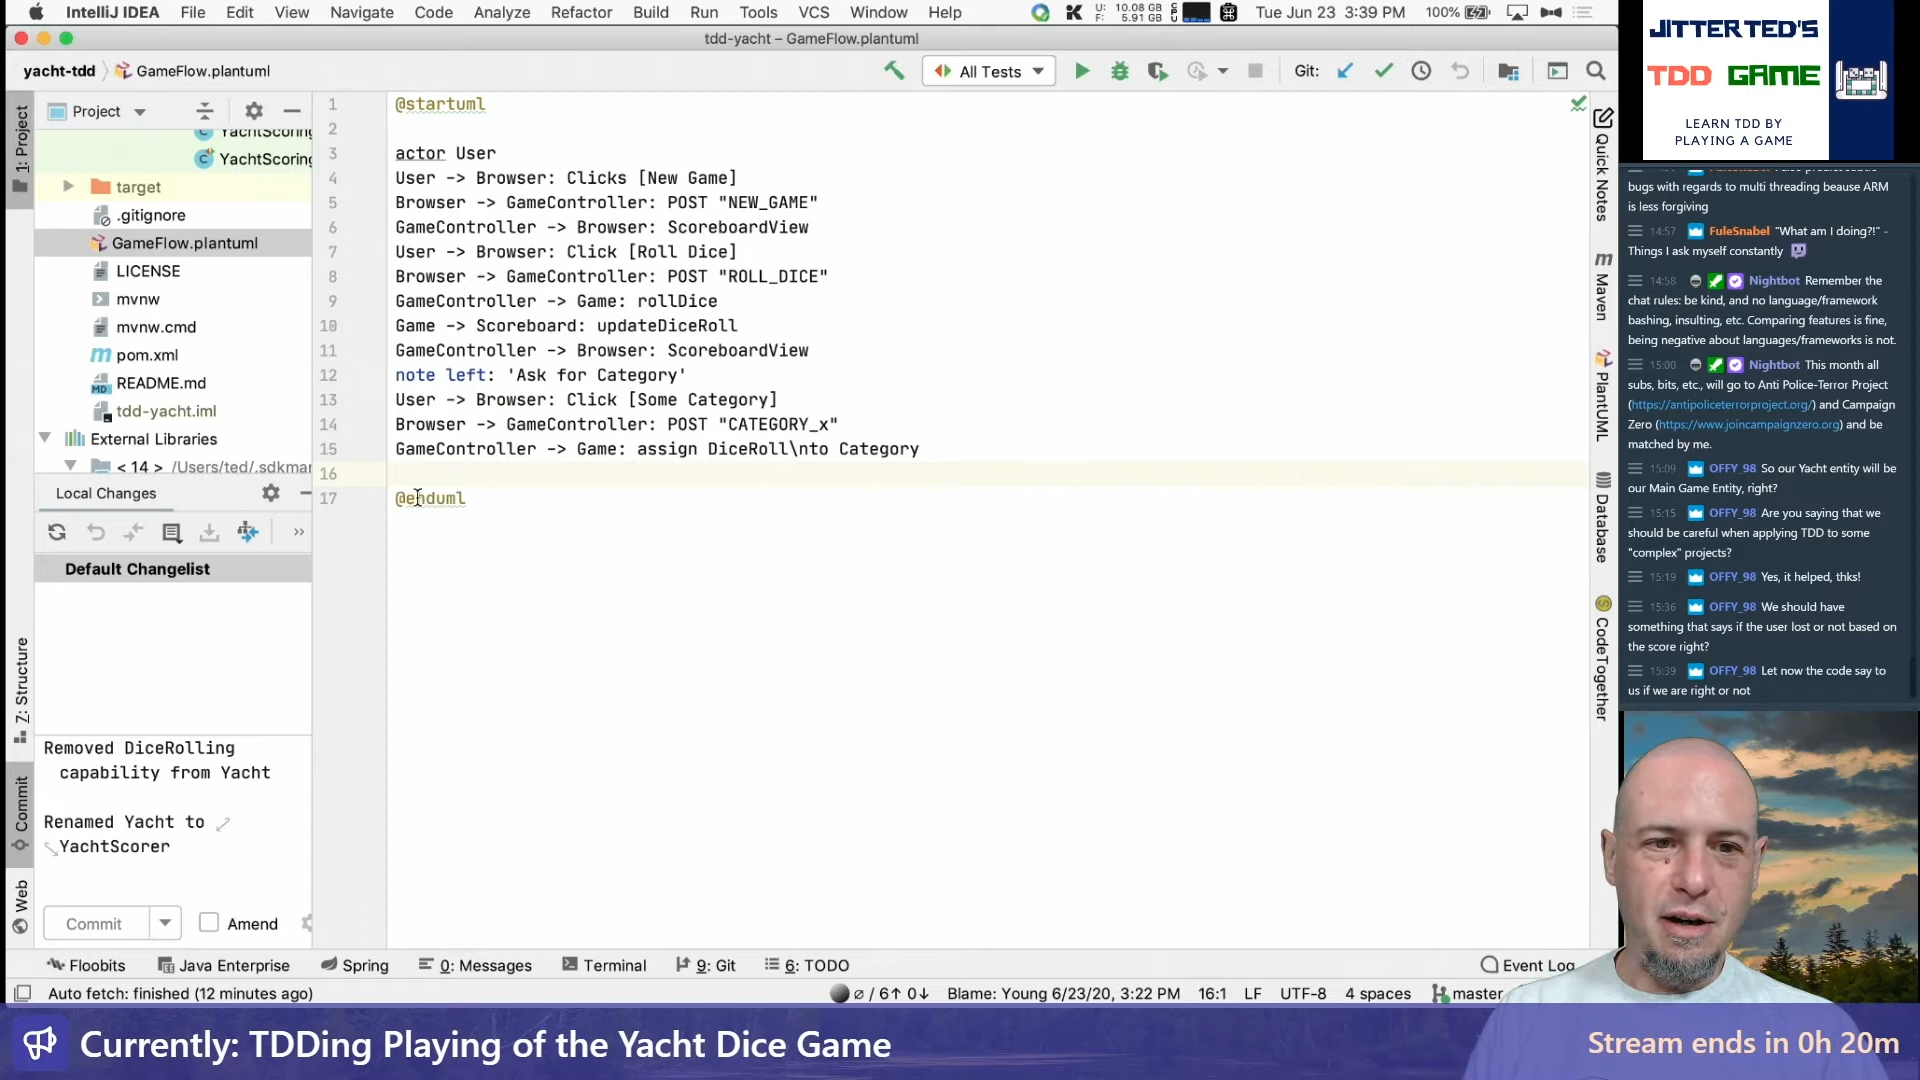 IntelliJ IDEA File Edit View Navigate Code Analyze Refactor Build Run Tools VCS Window Help
U: 10.08 GB
F: 5.91 GB
Tue Jun 23 3:39 PM 100%
tdd-yacht – GameFlow.plantuml
yacht-tdd GameFlow.plantuml
All Tests
Git:
1: Project
Project
YachtScoring
YachtScoring
target
.gitignore
GameFlow.plantuml
LICENSE
mvnw
mvnw.cmd
pom.xml
README.md
tdd-yacht.iml
External Libraries
< 14 > /Users/ted/.sdkmar
Local Changes
Default Changelist
Removed DiceRolling
capability from Yacht
Renamed Yacht to
YachtScorer
Commit
Amend
Z: Structure
Commit
Web
1 @startuml
2
3 actor User
4 User -> Browser: Clicks [New Game]
5 Browser -> GameController: POST "NEW_GAME"
6 GameController -> Browser: ScoreboardView
7 User -> Browser: Click [Roll Dice]
8 Browser -> GameController: POST "ROLL_DICE"
9 GameController -> Game: rollDice
10 Game -> Scoreboard: updateDiceRoll
11 GameController -> Browser: ScoreboardView
12 note left: 'Ask for Category'
13 User -> Browser: Click [Some Category]
14 Browser -> GameController: POST "CATEGORY_x"
15 GameController -> Game: assign DiceRoll\nto Category
16
17 @enduml
Quick Notes
Maven
PlantUML
Database
CodeTogether
Floobits Java Enterprise Spring 0: Messages Terminal 9: Git 6: TODO
Event Log
Auto fetch: finished (12 minutes ago)
ø / 6↑ 0↓ Blame: Young 6/23/20, 3:22 PM 16:1 LF UTF-8 4 spaces master
JITTER TED'S
TDD GAME
LEARN TDD BY
PLAYING A GAME
bugs with regards to multi threading beause ARM
is less forgiving
14:57 FuleSnabel "What am I doing?!" -
Things I ask myself constantly
14:58 Nightbot Remember the
chat rules: be kind, and no language/framework
bashing, insulting, etc. Comparing features is fine,
being negative about languages/frameworks is not.
15:00 Nightbot This month all
subs, bits, etc., will go to Anti Police-Terror Project
(https://antipoliceterrorproject.org/) and Campaign
Zero (https://www.joincampaignzero.org) and be
matched by me.
15:09 OFFY_98 So our Yacht entity will be
our Main Game Entity, right?
15:15 OFFY_98 Are you saying that we
should be careful when applying TDD to some
"complex" projects?
15:19 OFFY_98 Yes, it helped, thks!
15:36 OFFY_98 We should have
something that says if the user lost or not based on
the score right?
15:39 OFFY_98 Let now the code say to
us if we are right or not
Currently: TDDing Playing of the Yacht Dice Game
Stream ends in 0h 20m